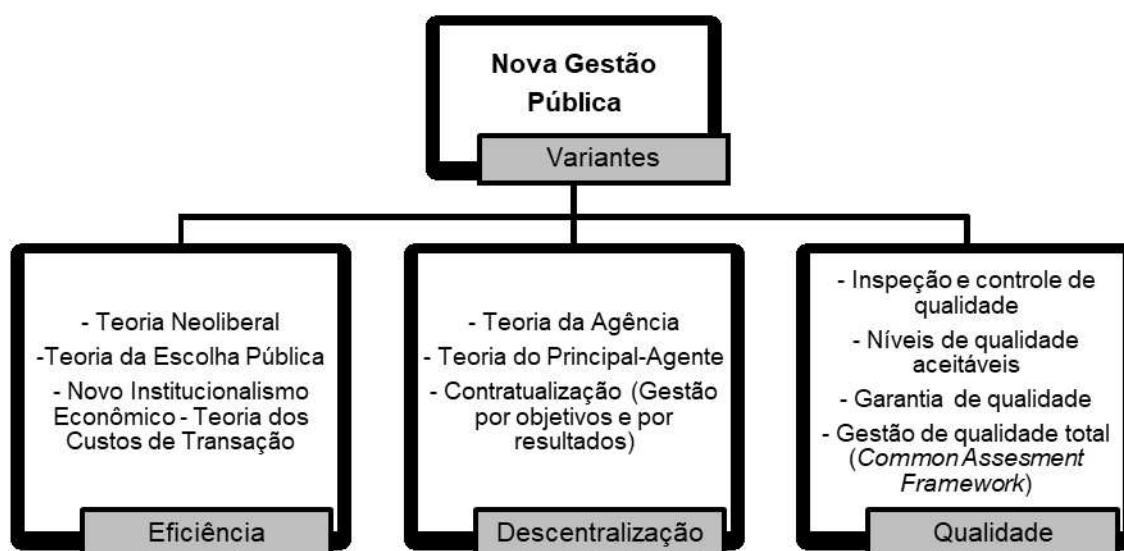 Nova Gestão
Pública
Variantes
- Teoria Neoliberal
-Teoria da Escolha Pública
- Novo Institucionalismo
Econômico - Teoria dos
Custos de Transação
Eficiência
- Teoria da Agência
- Teoria do Principal-Agente
- Contratualização (Gestão
por objetivos e por
resultados)
Descentralização
- Inspeção e controle de
qualidade
- Níveis de qualidade
aceitáveis
- Garantia de qualidade
- Gestão de qualidade total
(Common Assesment
Framework)
Qualidade